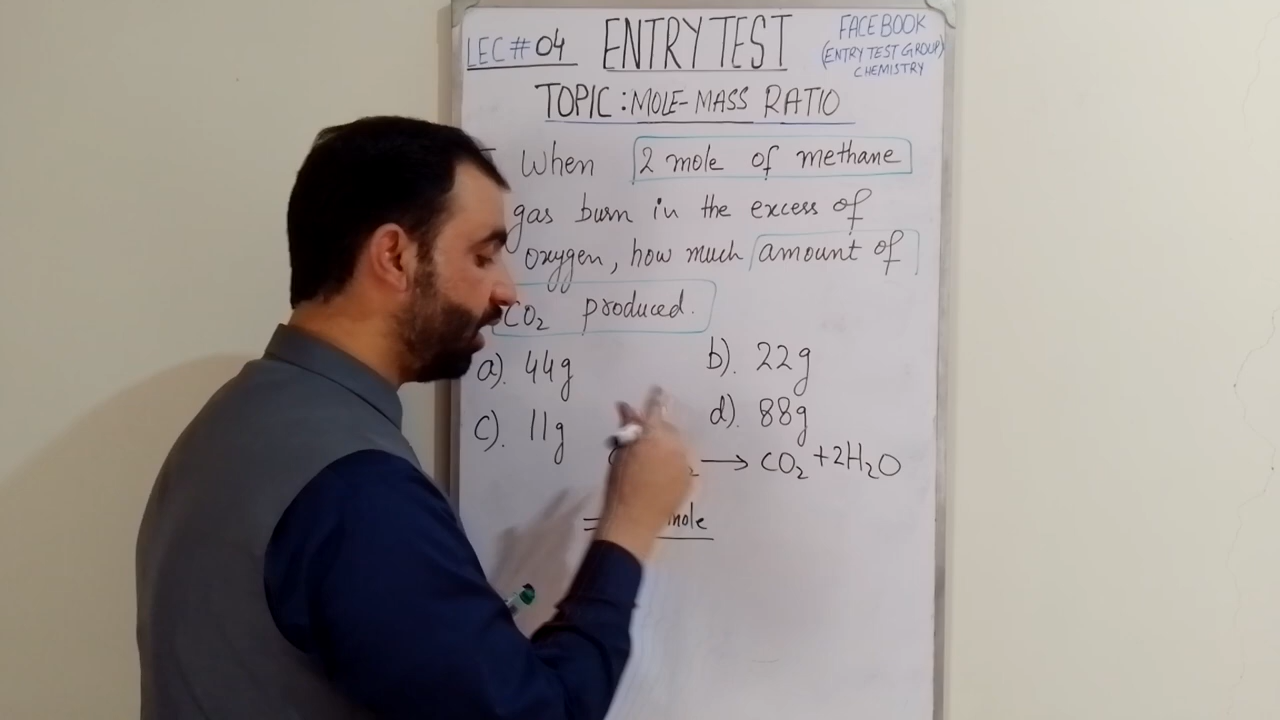 LEC # 04
ENTRY TEST
FACEBOOK
(ENTRY TEST GROUP)
CHEMISTRY
TOPIC : MOLE-MASS RATIO
When 2 mole of methane
gas burn in the excess of
oxygen, how much amount of
CO₂ produced.
a). 44g
b). 22g
c). 11g
d). 88g
→ CO₂ + 2H₂O
=